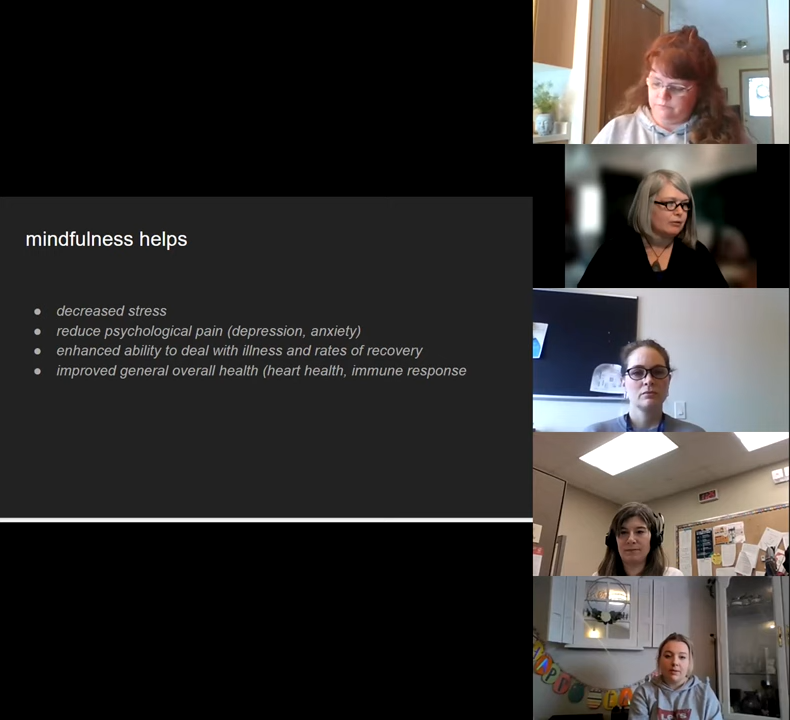 mindfulness helps
● decreased stress
● reduce psychological pain (depression, anxiety)
● enhanced ability to deal with illness and rates of recovery
● improved general overall health (heart health, immune response